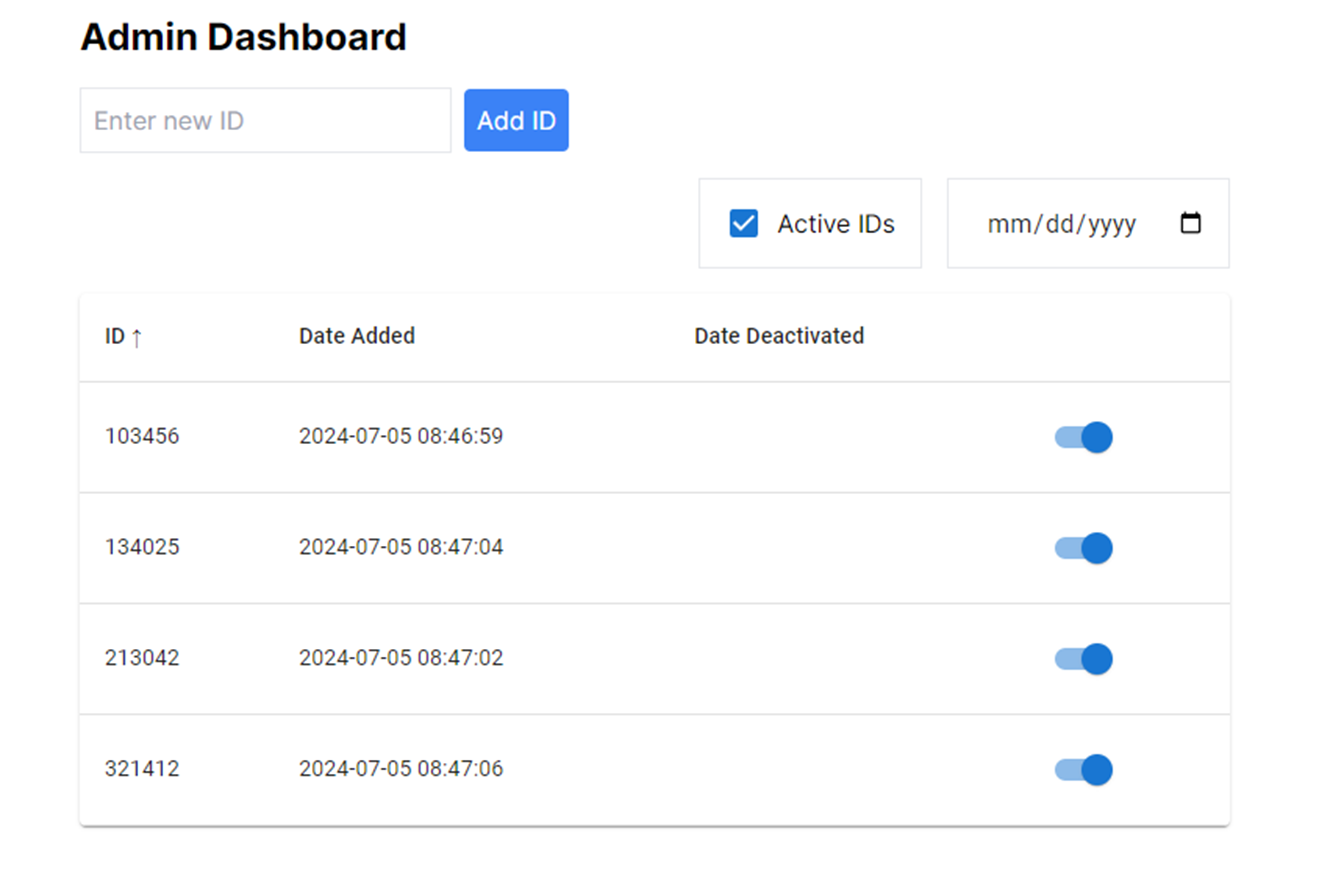 Admin Dashboard
Enter new ID
Add ID
Active IDs
mm/dd/yyyy
ID ↑ Date Added Date Deactivated
103456 2024-07-05 08:46:59
134025 2024-07-05 08:47:04
213042 2024-07-05 08:47:02
321412 2024-07-05 08:47:06